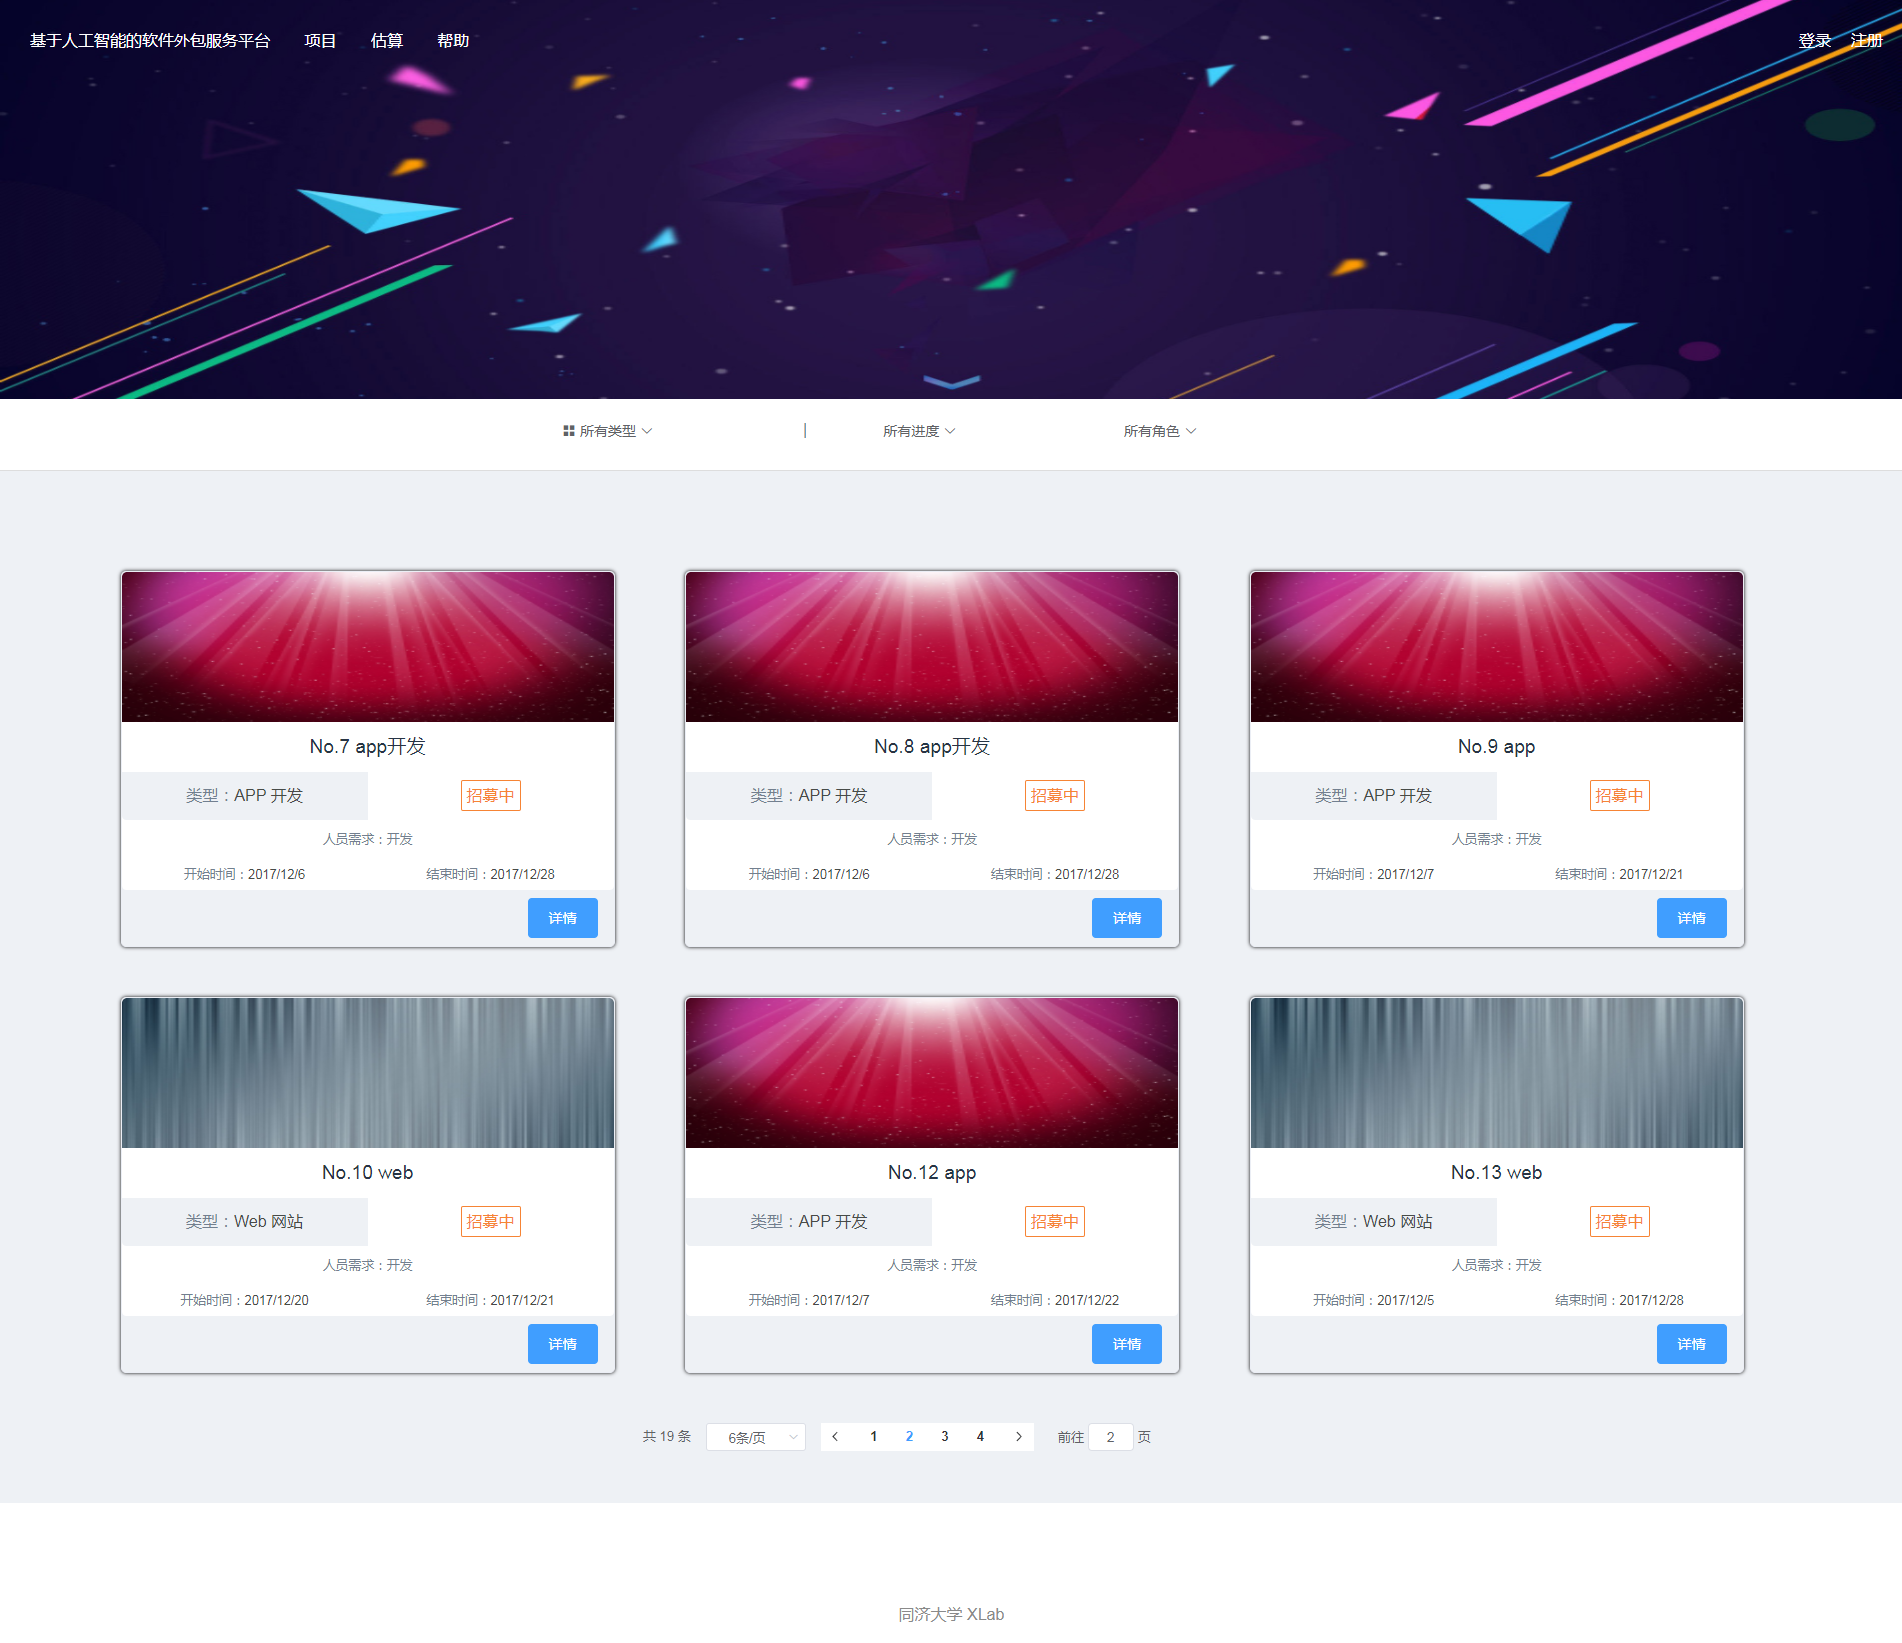 基于人工智能的软件外包服务平台 项目 估算 帮助 登录 注册
所有类型 | 所有进度 所有角色
No.7 app开发
类型：APP 开发 招募中
人员需求：开发
开始时间：2017/12/6 结束时间：2017/12/28
详情
No.8 app开发
类型：APP 开发 招募中
人员需求：开发
开始时间：2017/12/6 结束时间：2017/12/28
详情
No.9 app
类型：APP 开发 招募中
人员需求：开发
开始时间：2017/12/7 结束时间：2017/12/21
详情
No.10 web
类型：Web 网站 招募中
人员需求：开发
开始时间：2017/12/20 结束时间：2017/12/21
详情
No.12 app
类型：APP 开发 招募中
人员需求：开发
开始时间：2017/12/7 结束时间：2017/12/22
详情
No.13 web
类型：Web 网站 招募中
人员需求：开发
开始时间：2017/12/5 结束时间：2017/12/28
详情
共 19 条 6条/页 1 2 3 4 前往 2 页
同济大学 XLab